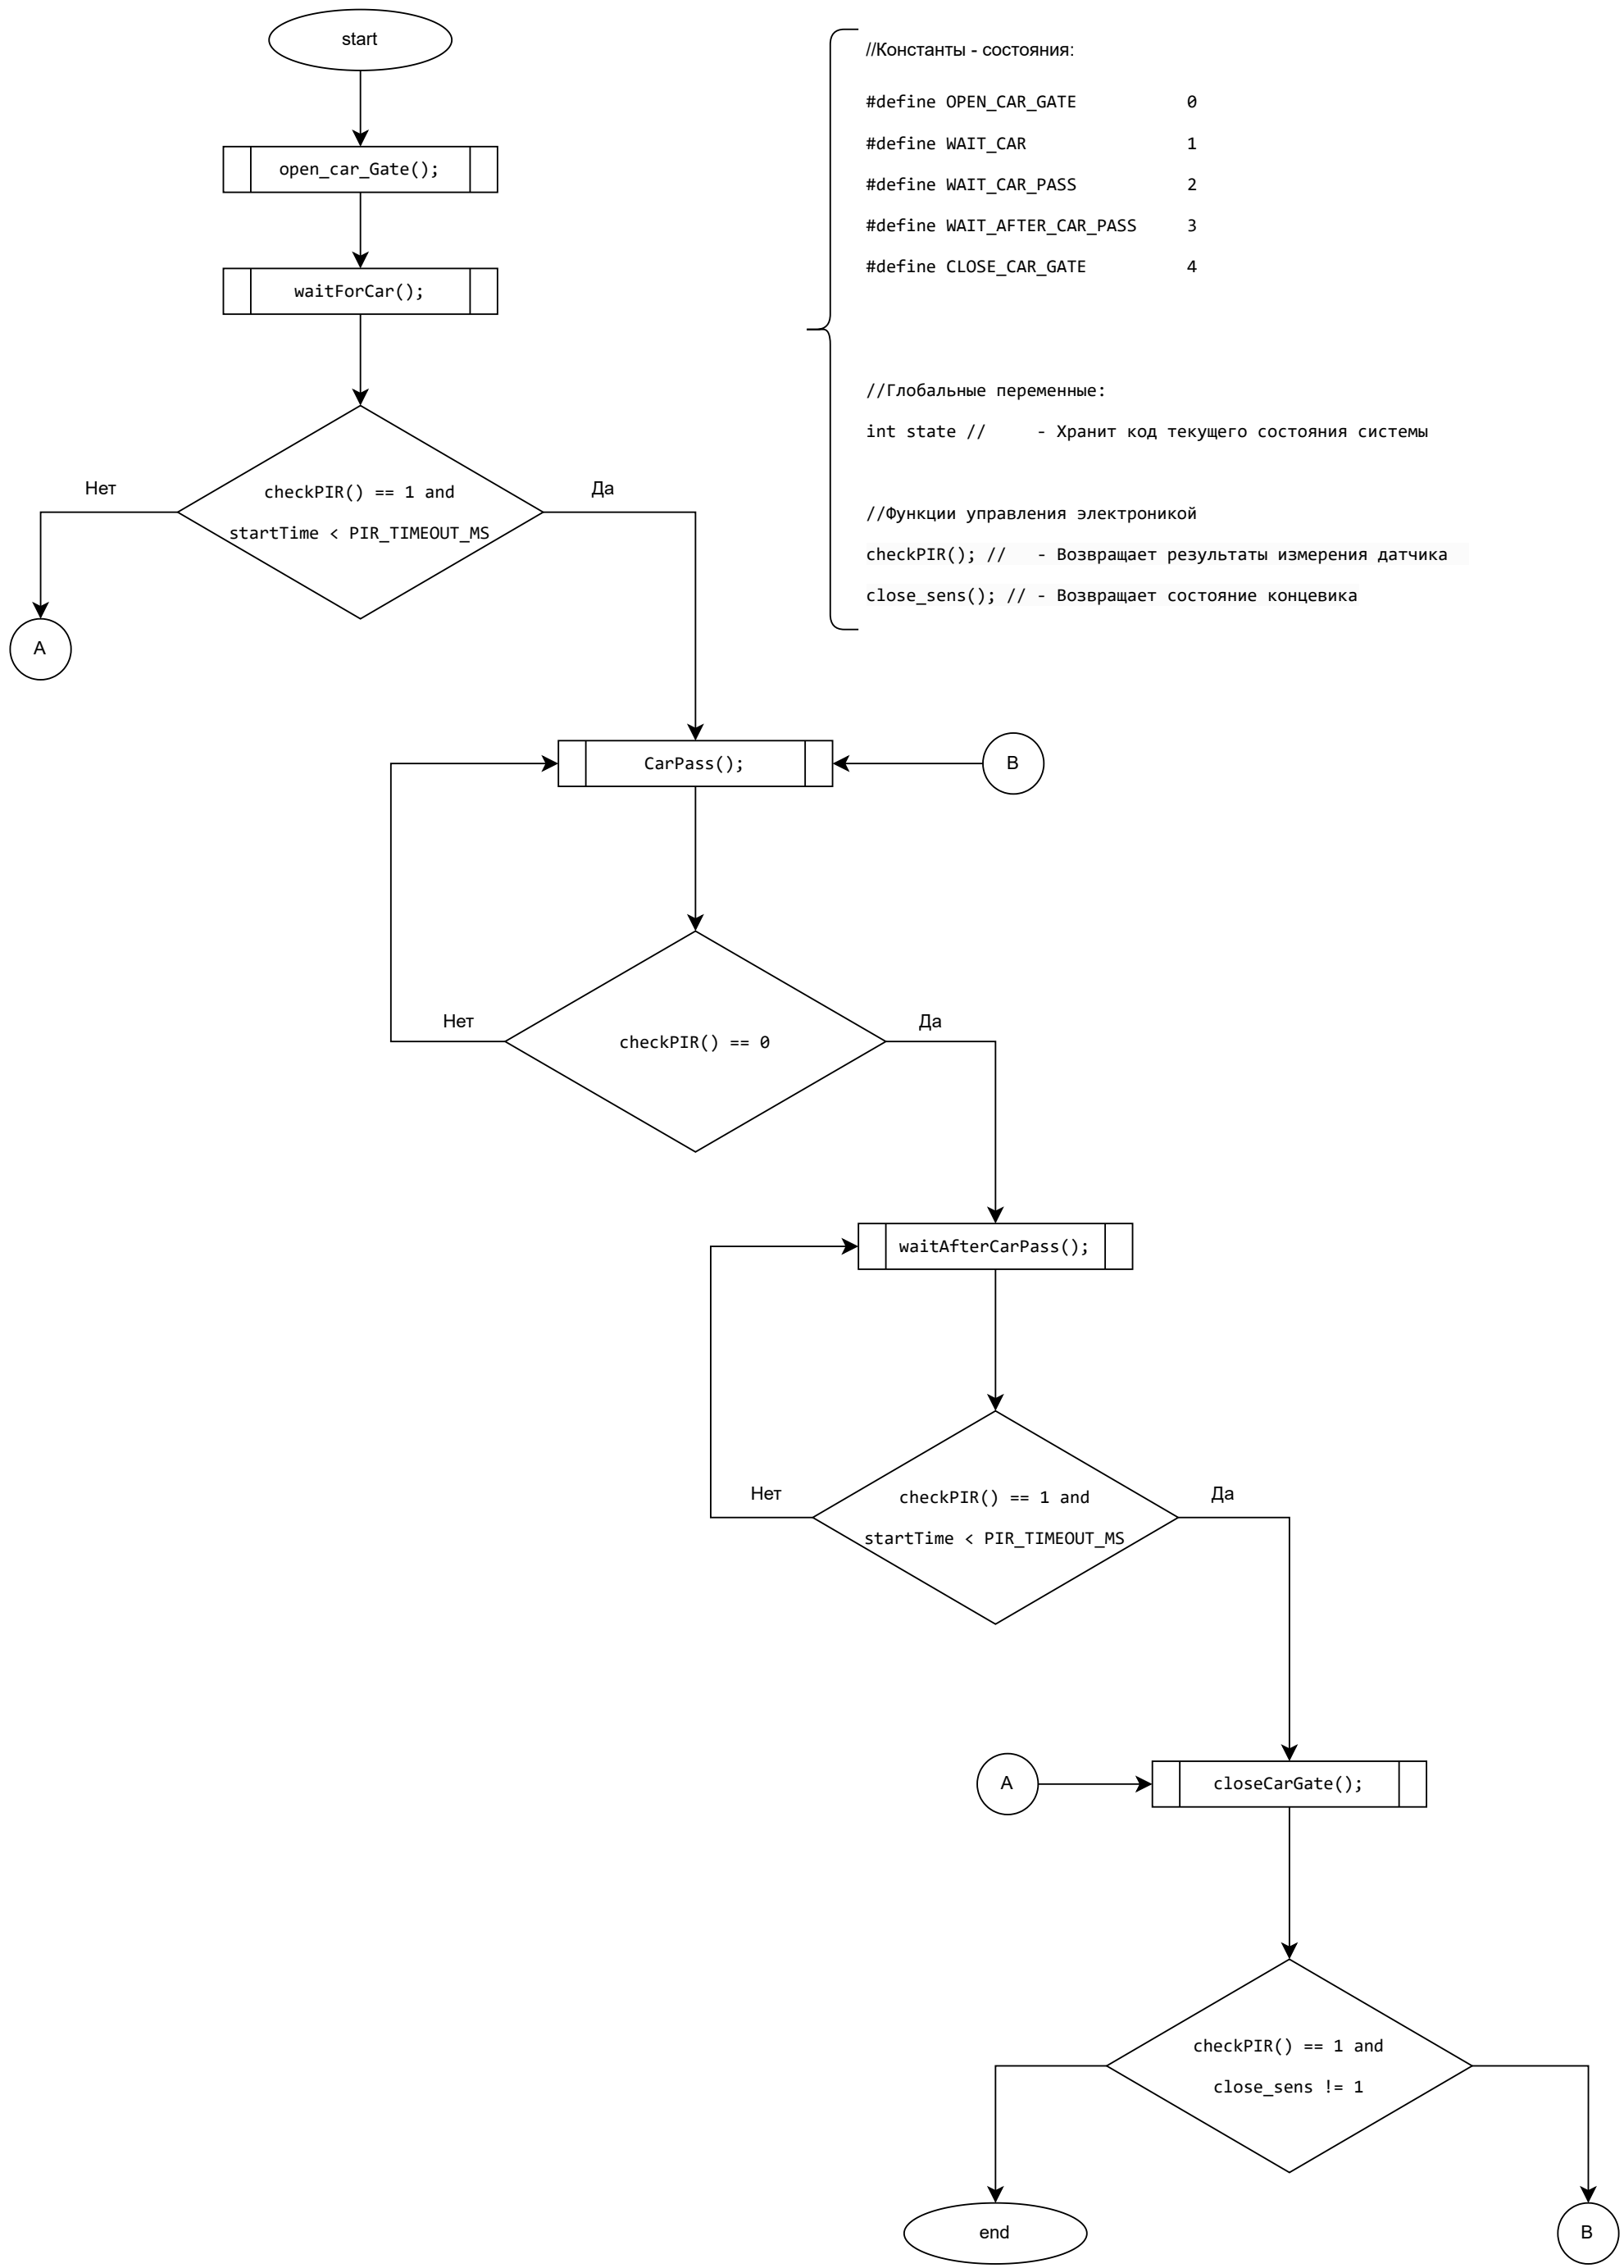 start
//Константы - состояния:
#define OPEN_CAR_GATE 0
#define WAIT_CAR 1
#define WAIT_CAR_PASS 2
#define WAIT_AFTER_CAR_PASS 3
#define CLOSE_CAR_GATE 4
//Глобальные переменные:
int state // - Хранит код текущего состояния системы
//Функции управления электроникой
checkPIR(); // - Возвращает результаты измерения датчика
close_sens(); // - Возвращает состояние концевика
open_car_Gate();
waitForCar();
checkPIR() == 1 and
startTime < PIR_TIMEOUT_MS
Нет
Да
A
CarPass();
B
checkPIR() == 0
Нет
Да
waitAfterCarPass();
checkPIR() == 1 and
startTime < PIR_TIMEOUT_MS
Нет
Да
A
closeCarGate();
checkPIR() == 1 and
close_sens != 1
end
B